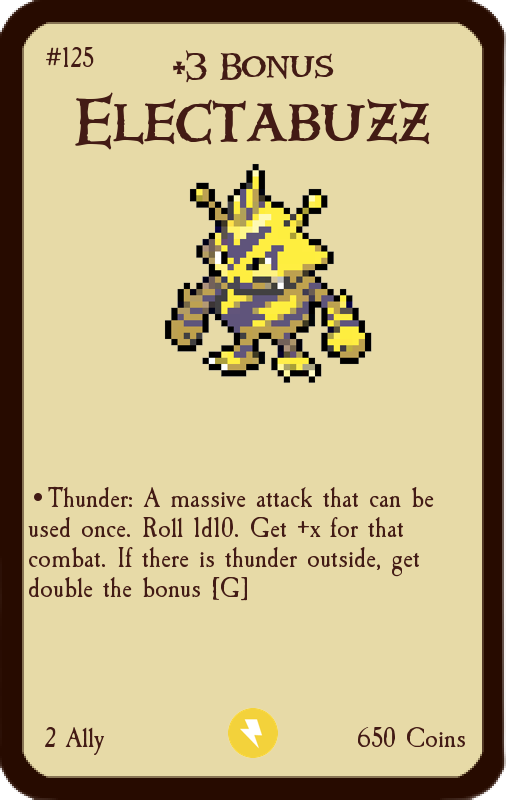 #125
+3 Bonus
Electabuzz
•Thunder: A massive attack that can be
used once. Roll 1d10. Get +x for that
combat. If there is thunder outside, get
double the bonus [G]
2 Ally
650 Coins